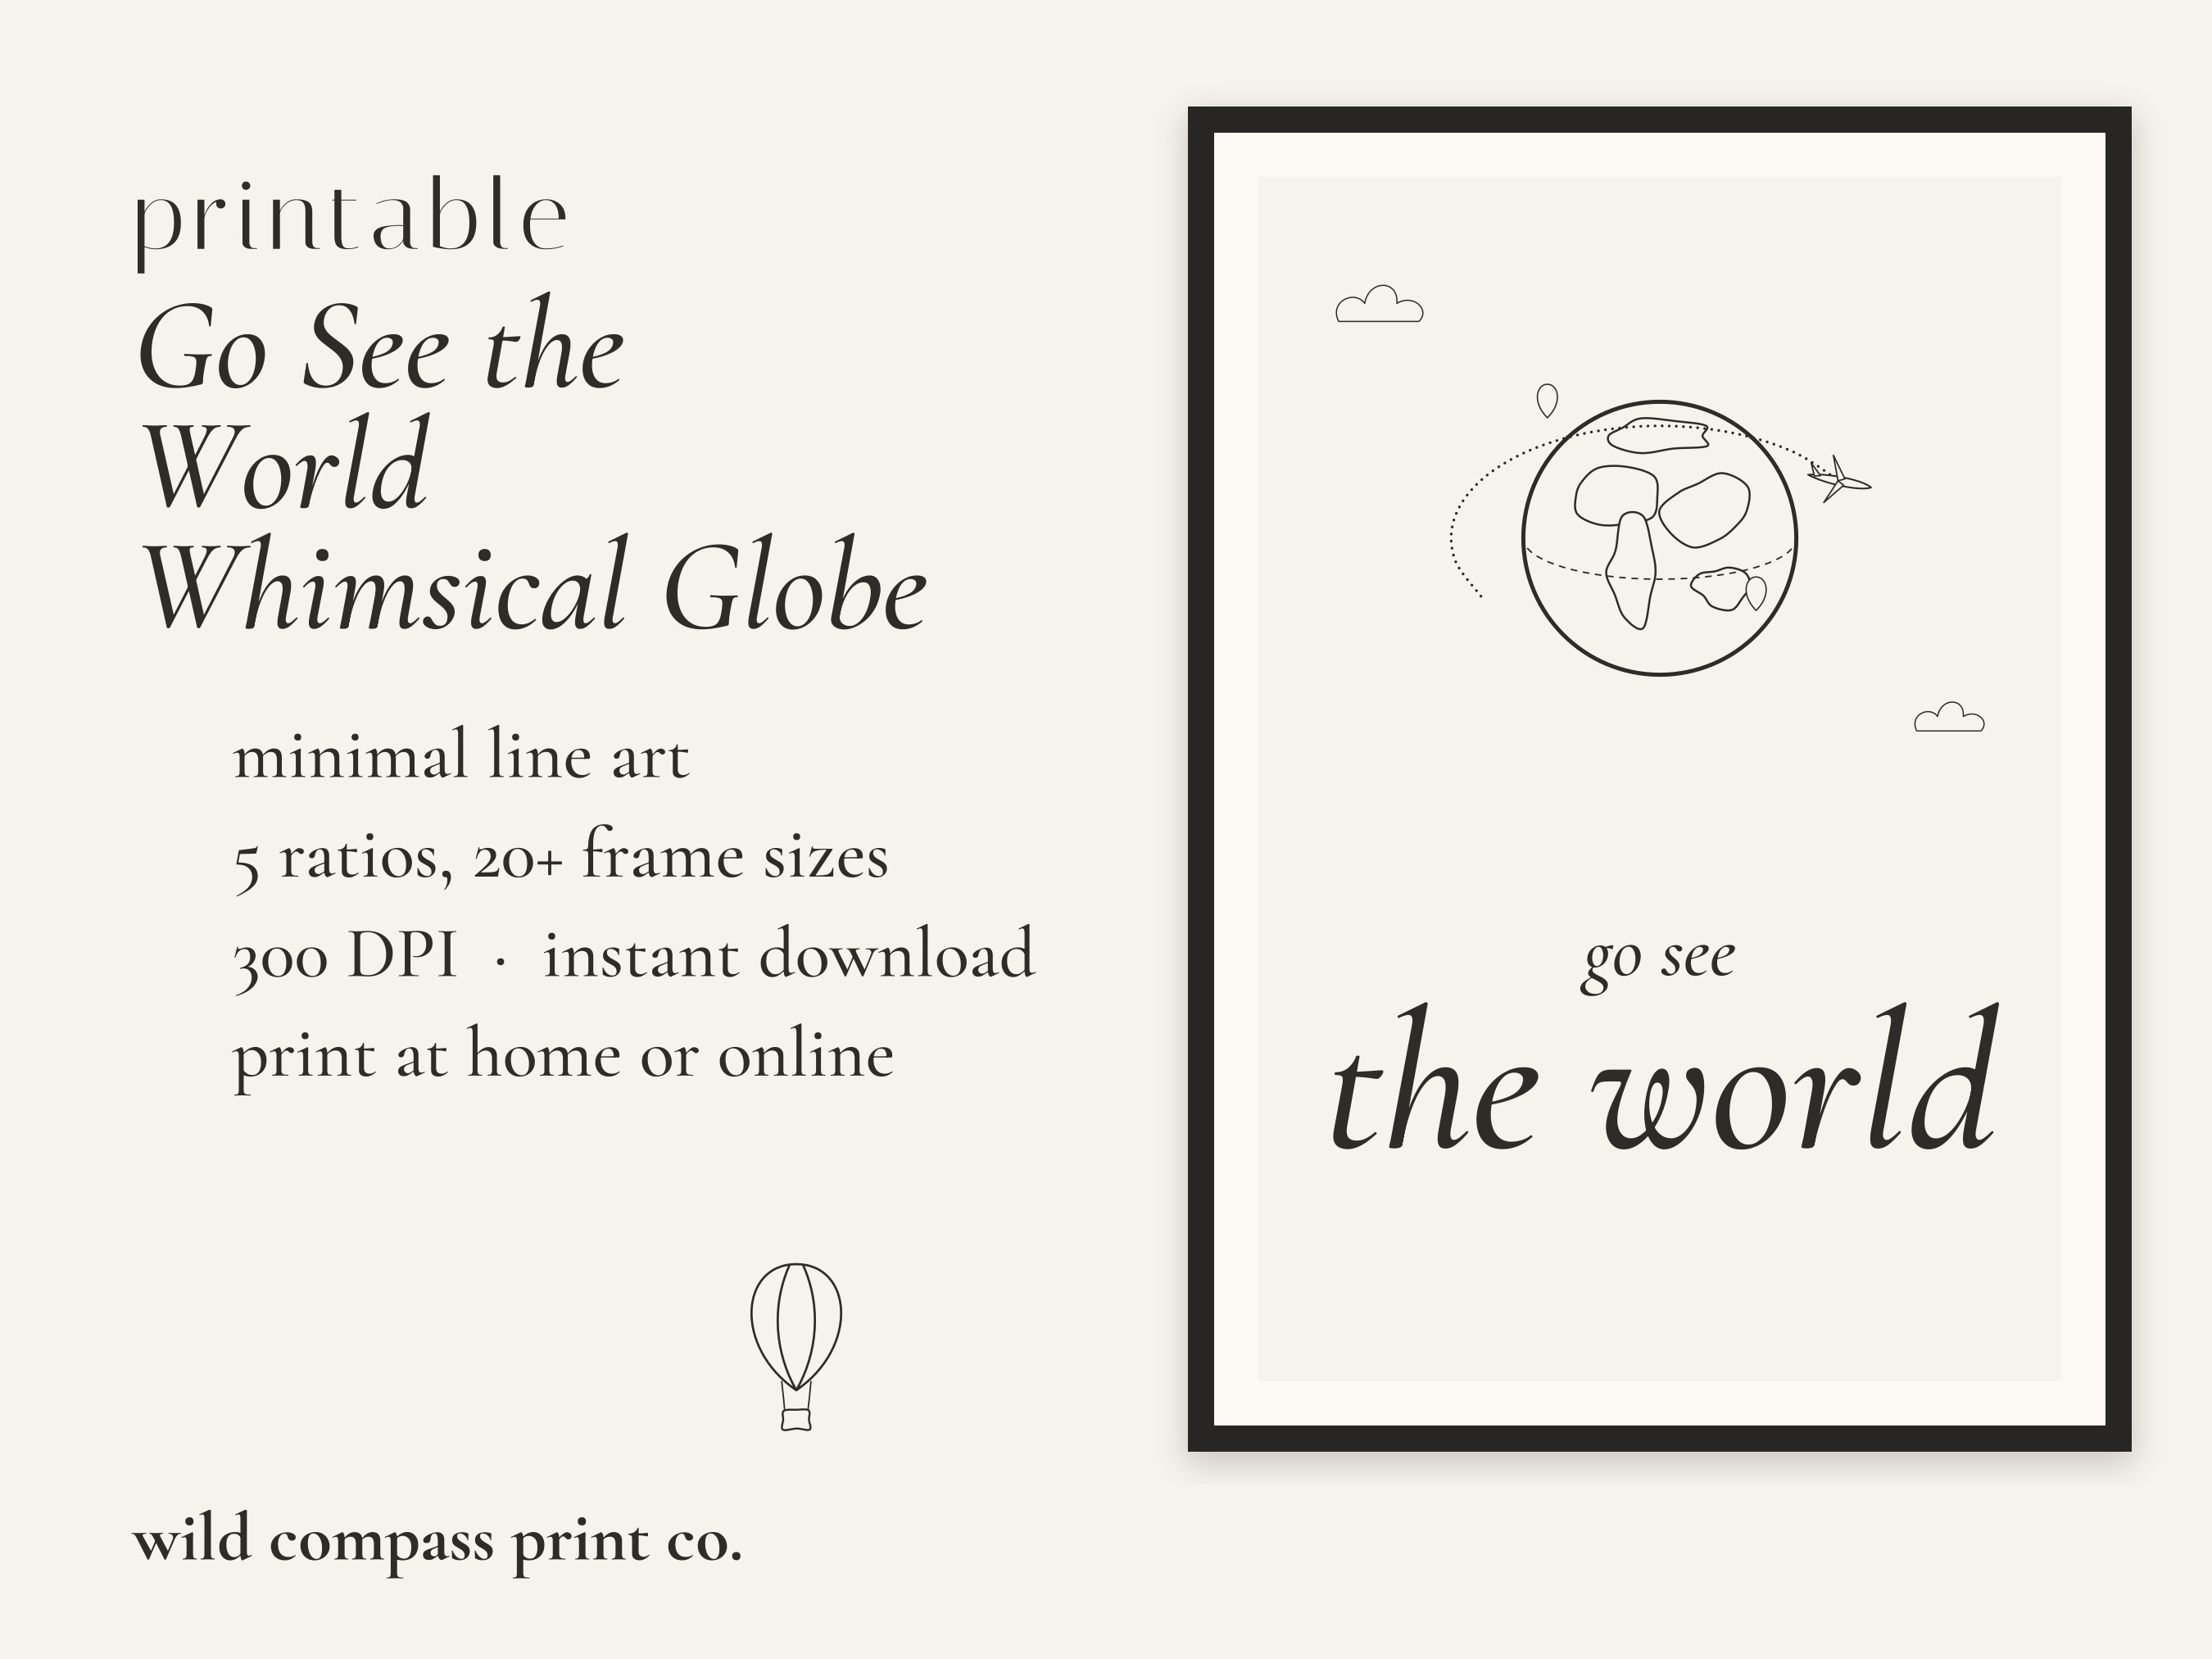 printable
Go See the
World
Whimsical Globe
minimal line art
5 ratios, 20+ frame sizes
300 DPI · instant download
print at home or online
wild compass print co.
go see
the world